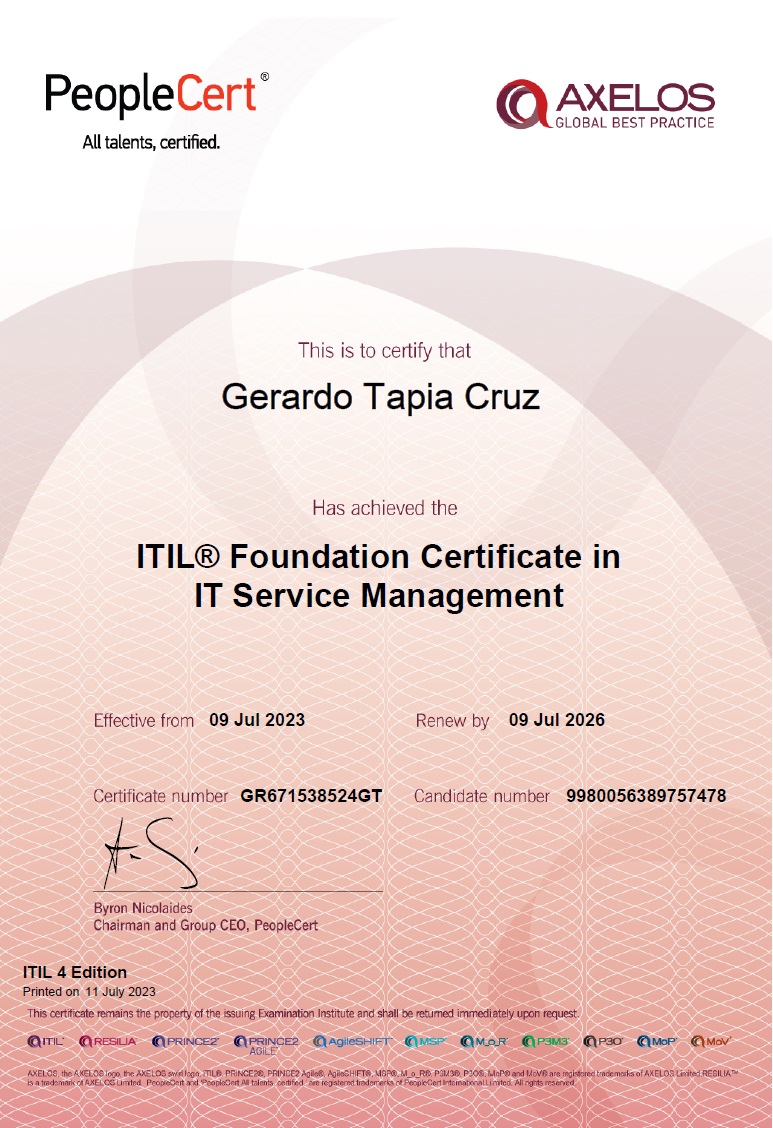 PeopleCert®
All talents, certified.
AXELOS
GLOBAL BEST PRACTICE
This is to certify that
Gerardo Tapia Cruz
Has achieved the
ITIL® Foundation Certificate in
IT Service Management
Effective from 09 Jul 2023 Renew by 09 Jul 2026
Certificate number GR671538524GT Candidate number 9980056389757478
Byron Nicolaides
Chairman and Group CEO, PeopleCert
ITIL 4 Edition
Printed on 11 July 2023
This certificate remains the property of the issuing Examination Institute and shall be returned immediately upon request.
ITIL® RESILIA™ PRINCE2® PRINCE2 AGILE® AgileSHIFT® MSP® M_o_R® P3M3® P3O® MoP® MoV®
AXELOS, the AXELOS logo, the AXELOS swirl logo, ITIL®, PRINCE2®, PRINCE2 Agile®, AgileSHIFT®, MSP®, M_o_R®, P3M3®, P3O®, MoP® and MoV® are registered trademarks of AXELOS Limited. RESILIA™
is a trademark of AXELOS Limited. PeopleCert and "PeopleCert All talents, certified." are registered trademarks of PeopleCert International Limited. All rights reserved.